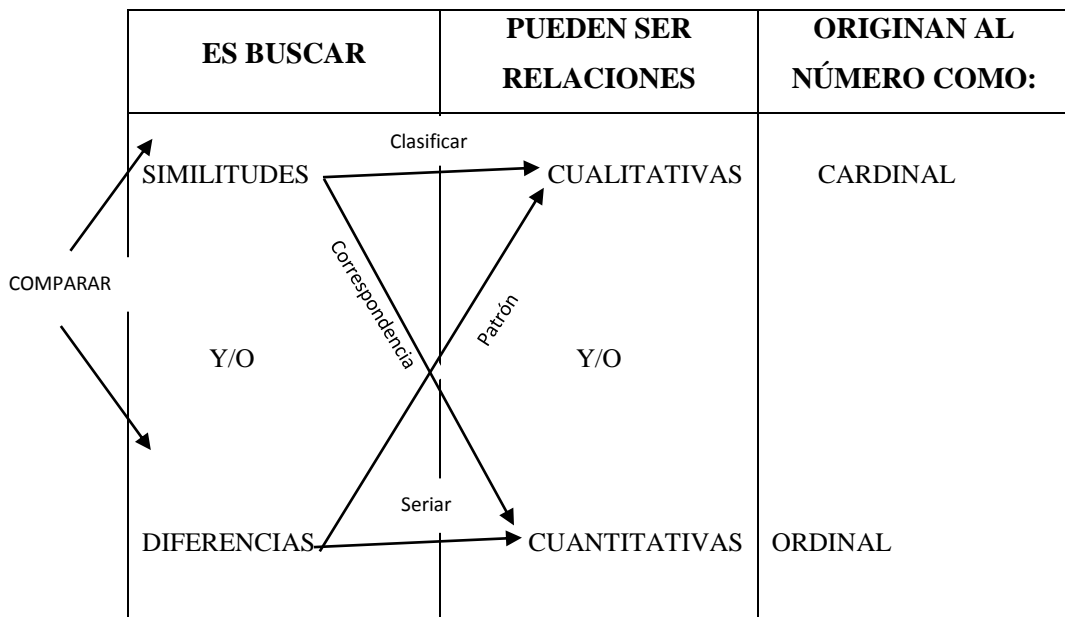 ES BUSCAR
PUEDEN SER
RELACIONES
ORIGINAN AL
NÚMERO COMO:
Clasificar
SIMILITUDES
CUALITATIVAS
CARDINAL
Correspondencia
Patrón
COMPARAR
Y/O
Y/O
Seriar
DIFERENCIAS
CUANTITATIVAS
ORDINAL